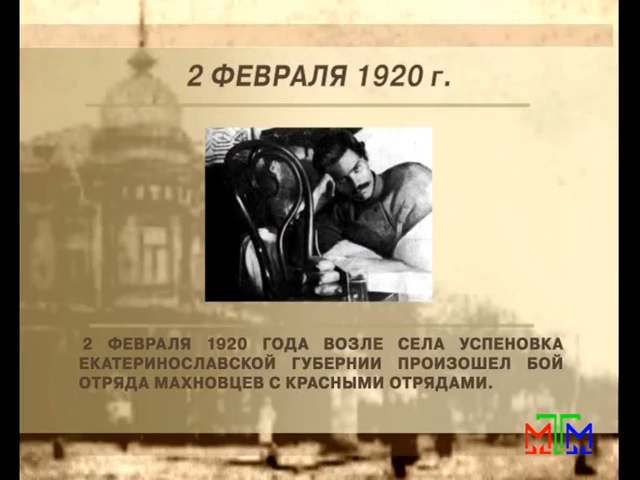 2 ФЕВРАЛЯ 1920 г.
2 ФЕВРАЛЯ 1920 ГОДА ВОЗЛЕ СЕЛА УСПЕНОВКА
ЕКАТЕРИНОСЛАВСКОЙ ГУБЕРНИИ ПРОИЗОШЕЛ БОЙ
ОТРЯДА МАХНОВЦЕВ С КРАСНЫМИ ОТРЯДАМИ.
МТМ